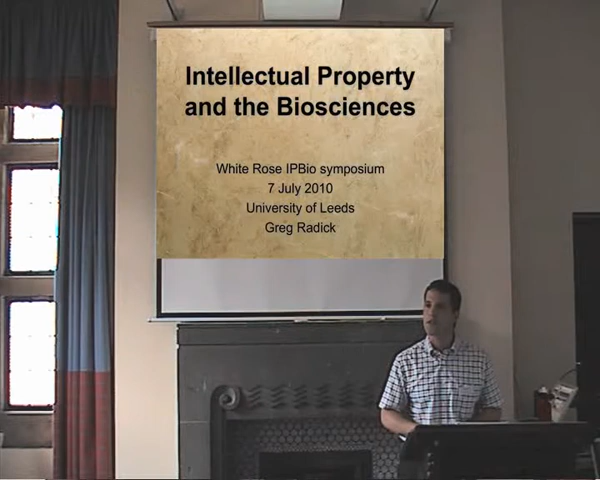 Intellectual Property
and the Biosciences
White Rose IPBio symposium
7 July 2010
University of Leeds
Greg Radick